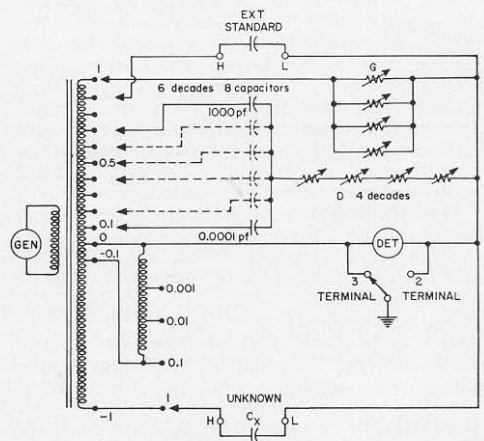 EXT
STANDARD
H L
1
G
6 decades 8 capacitors
1000 pf
0.5
D 4 decades
0.1
0.0001 pf
0
GEN
-0.1
DET
3 2
TERMINAL TERMINAL
0.001
0.01
0.1
UNKNOWN
-1
1
H CX L